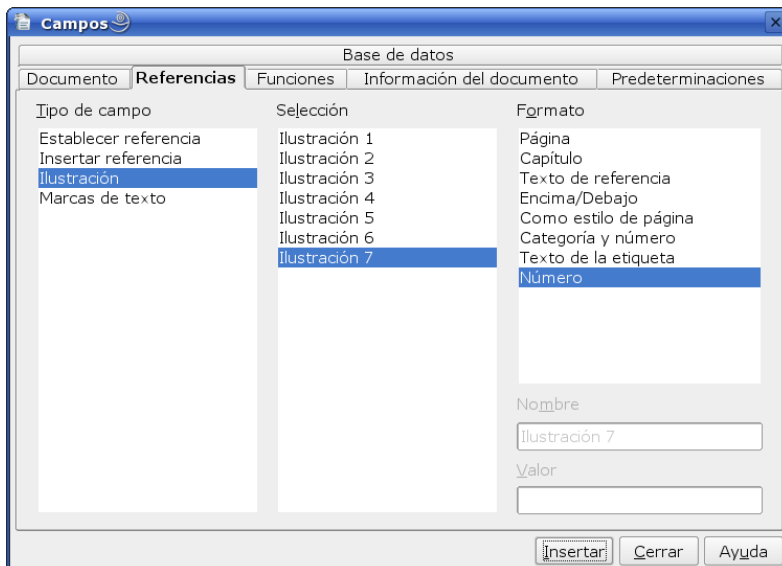 Campos
Base de datos
Documento
Referencias
Funciones
Información del documento
Predeterminaciones
Tipo de campo
Establecer referencia
Insertar referencia
Ilustración
Marcas de texto
Selección
Ilustración 1
Ilustración 2
Ilustración 3
Ilustración 4
Ilustración 5
Ilustración 6
Ilustración 7
Formato
Página
Capítulo
Texto de referencia
Encima/Debajo
Como estilo de página
Categoría y número
Texto de la etiqueta
Número
Nombre
Ilustración 7
Valor
Insertar
Cerrar
Ayuda